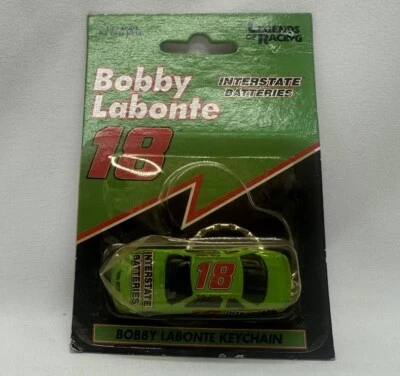 LEGENDS
OF RACING
Bobby
Labonte
18
INTERSTATE
BATTERIES
INTERSTATE
BATTERIES
18
BOBBY LABONTE KEYCHAIN